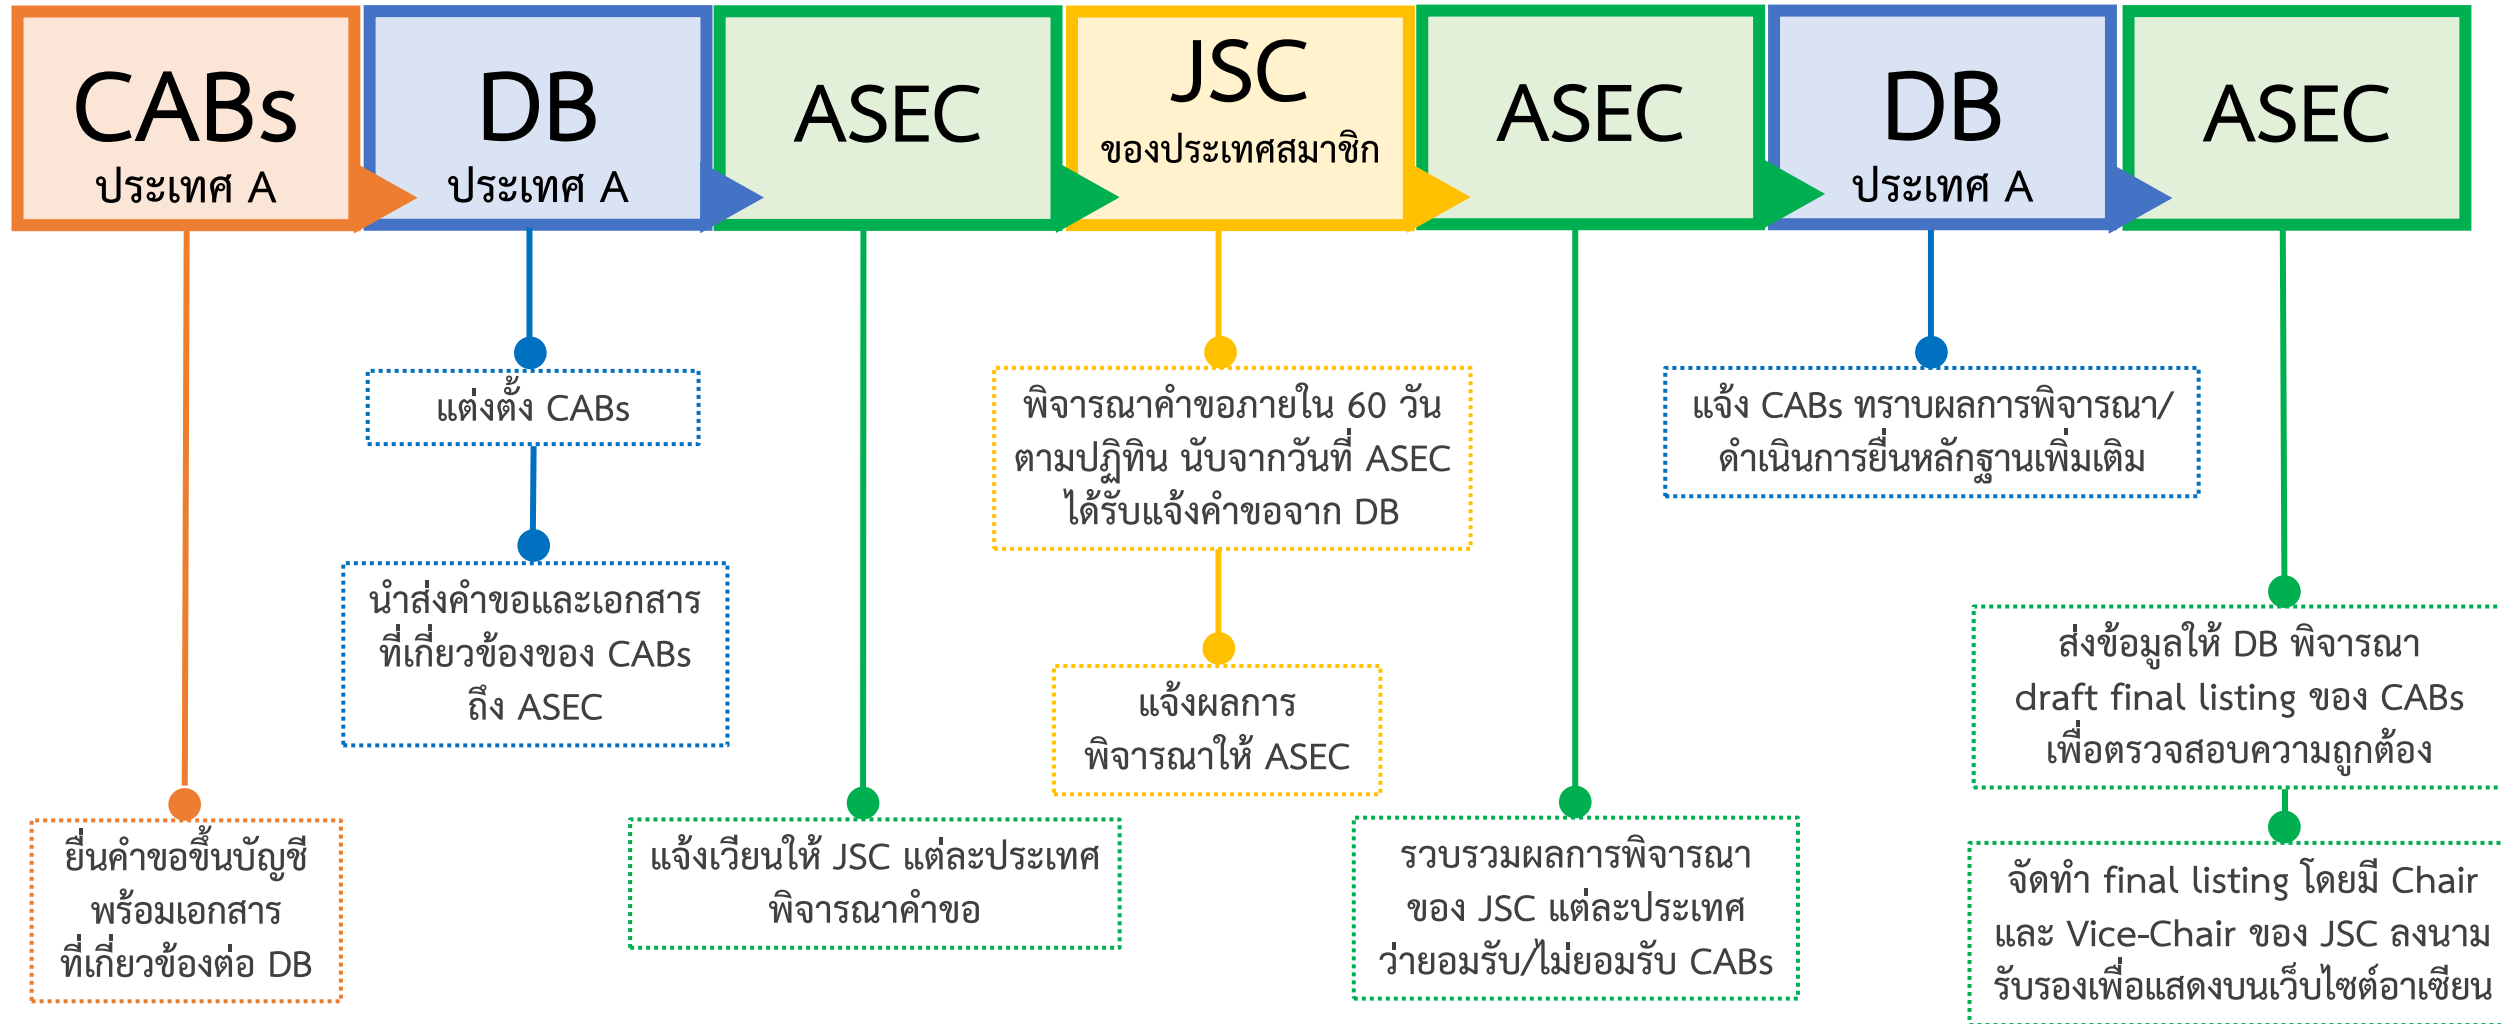 CABs
ประเทศ A
DB
ประเทศ A
ASEC
JSC
ของประเทศสมาชิก
ASEC
DB
ประเทศ A
ASEC
แต่งตั้ง CABs
นำส่งคำขอและเอกสาร
ที่เกี่ยวข้องของ CABs
ถึง ASEC
พิจารณาคำขอภายใน 60 วัน
ตามปฏิทิน นับจากวันที่ ASEC
ได้รับแจ้งคำขอจาก DB
แจ้งผลการ
พิจารณาให้ ASEC
แจ้ง CABs ทราบผลการพิจารณา/
ดำเนินการยื่นหลักฐานเพิ่มเติม
ส่งข้อมูลให้ DB พิจารณา
draft final listing ของ CABs
เพื่อตรวจสอบความถูกต้อง
ยื่นคำขอขึ้นบัญชี
พร้อมเอกสาร
ที่เกี่ยวข้องต่อ DB
แจ้งเวียนให้ JSC แต่ละประเทศ
พิจารณาคำขอ
รวบรวมผลการพิจารณา
ของ JSC แต่ละประเทศ
ว่ายอมรับ/ไม่ยอมรับ CABs
จัดทำ final listing โดยมี Chair
และ Vice-Chair ของ JSC ลงนาม
รับรองเพื่อแสดงบนเว็บไซต์อาเซียน